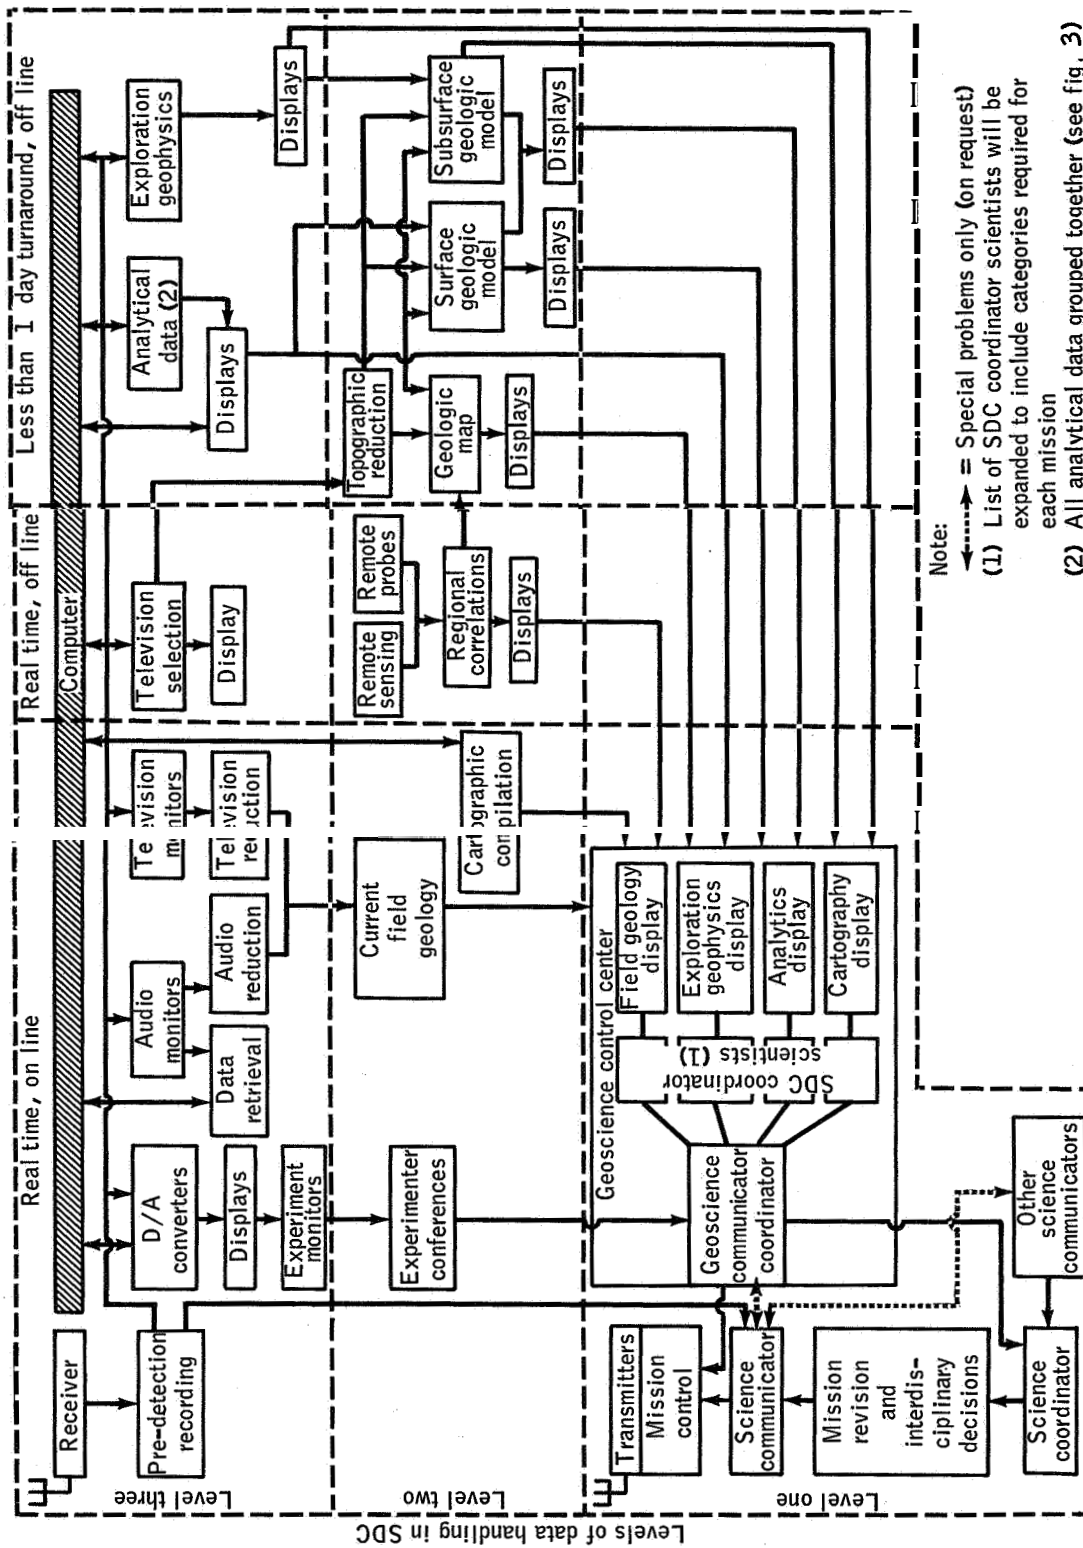 Real time, on line
Real time, off line
Less than 1 day turnaround, off line
Computer
Receiver
Pre-detection
recording
D/A
converters
Displays
Experiment
monitors
Data
retrieval
Audio
monitors
Audio
reduction
Television
monitors
Television
reduction
Television
selection
Display
Analytical
data (2)
Displays
Exploration
geophysics
Displays
Level three
Levels of data handling in SDC
Level two
Experimenter
conferences
Current
field
geology
Cartographic
compilation
Remote
sensing
Remote
probes
Regional
correlations
Displays
Topographic
reduction
Geologic
map
Displays
Surface
geologic
model
Displays
Subsurface
geologic
model
Displays
Level one
Transmitters
Mission
control
Science
communicator
Mission
revision
and
interdis-
ciplinary
decisions
Science
coordinator
Other
science
communicators
Geoscience control center
Geoscience
communicator
coordinator
SDC coordinator
scientists (1)
Field geology
display
Exploration
geophysics
display
Analytics
display
Cartography
display
Note:
= Special problems only (on request)
(1) List of SDC coordinator scientists will be
expanded to include categories required for
each mission
(2) All analytical data grouped together (see fig. 3)